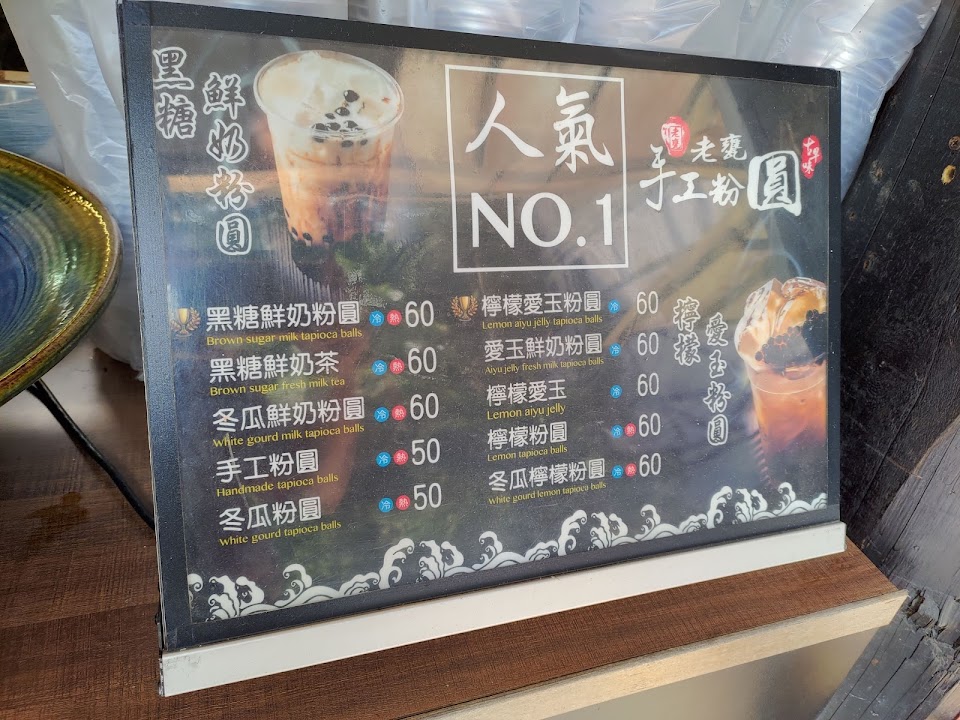 黑糖
鮮奶粉圓
人氣
NO.1
老甕
手工粉圓
古早味
黑糖鮮奶粉圓 冷 熱 60
Brown sugar milk tapioca balls
黑糖鮮奶茶 冷 熱 60
Brown sugar fresh milk tea
冬瓜鮮奶粉圓 冷 熱 60
White gourd milk tapioca balls
手工粉圓 冷 熱 50
Handmade tapioca balls
冬瓜粉圓 冷 熱 50
White gourd tapioca balls
檸檬愛玉粉圓 冷 60
Lemon aiyu jelly tapioca balls
愛玉鮮奶粉圓 冷 60
Aiyu jelly fresh milk tapioca balls
檸檬愛玉 冷 60
Lemon aiyu jelly
檸檬粉圓 冷 熱 60
Lemon tapioca balls
冬瓜檸檬粉圓 冷 熱 60
White gourd lemon tapioca balls
檸檬
愛玉粉圓